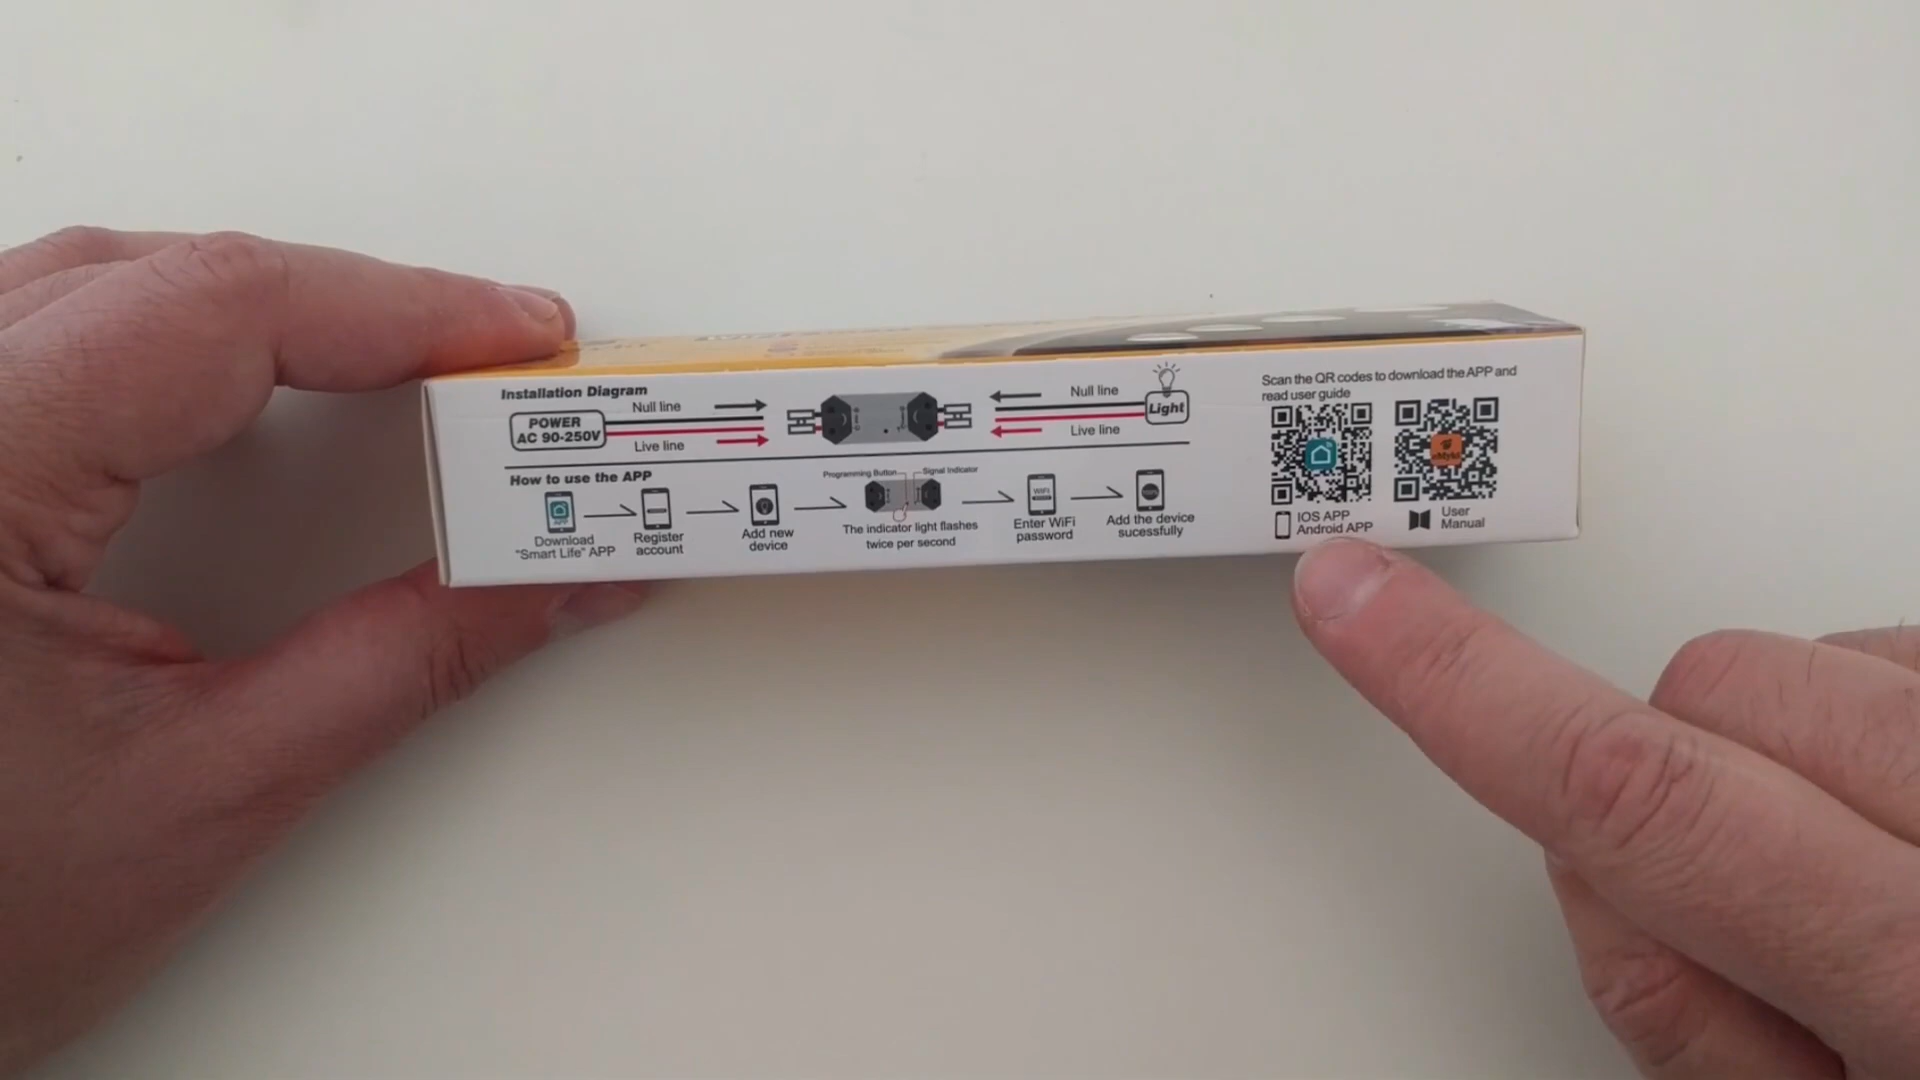 Installation Diagram
POWER
AC 90-250V
Null line
Live line
Null line
Live line
Light
How to use the APP
Download
"Smart Life" APP
Register
account
Add new
device
Programming Button
Signal Indicator
The indicator light flashes
twice per second
WiFi
Enter WiFi
password
Add the device
sucessfully
Scan the QR codes to download the APP and
read user guide
IOS APP
Android APP
User
Manual